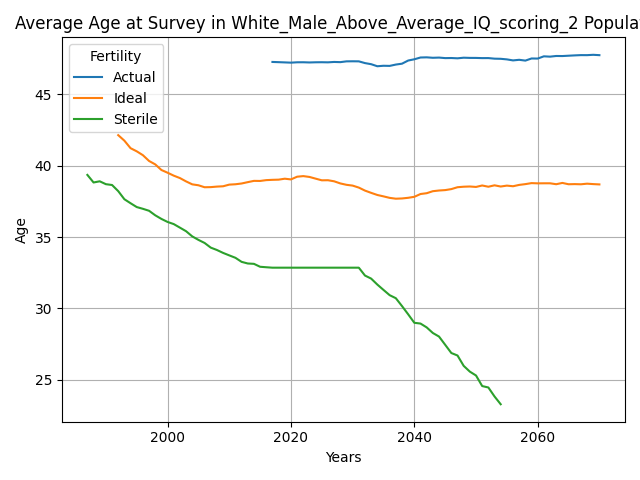 Average Age at Survey in White_Male_Above_Average_IQ_scoring_2 Popula
Fertility
Actual
Ideal
Sterile
45
40
35
30
25
Age
2000
2020
2040
2060
Years